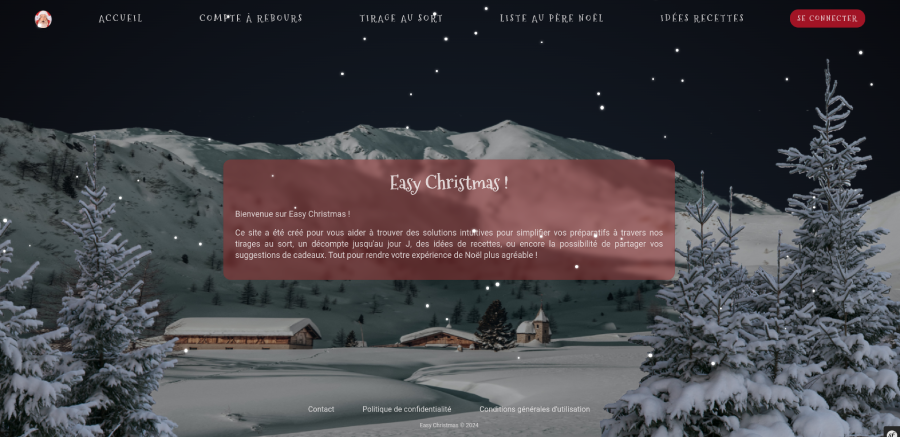 ACCUEIL
COMPTE À REBOURS
TIRAGE AU SORT
LISTE AU PÈRE NOËL
IDÉES RECETTES
SE CONNECTER
Easy Christmas !
Bienvenue sur Easy Christmas !
Ce site a été créé pour vous aider à trouver des solutions intuitives pour simplifier vos préparatifs à travers nos
tirages au sort, un décompte jusqu'au jour J, des idées de recettes, ou encore la possibilité de partager vos
suggestions de cadeaux. Tout pour rendre votre expérience de Noël plus agréable !
Contact
Politique de confidentialité
Conditions générales d'utilisation
Easy Christmas © 2024